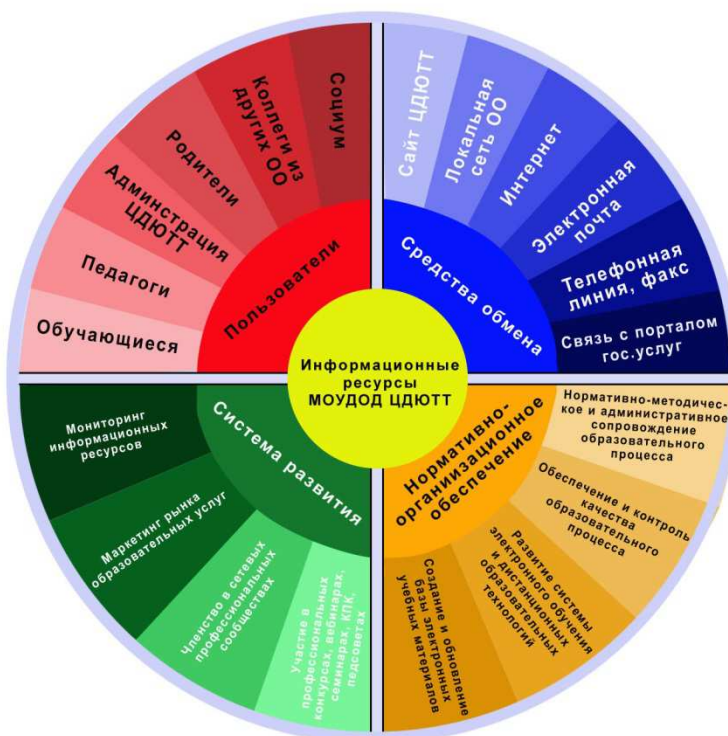 Социум
Коллеги из
других ОО
Родители
Админстрация
ЦДЮТТ
Педагоги
Обучающиеся
Пользователи
Сайт ЦДЮТТ
Локальная
сеть ОО
Интернет
Электронная
почта
Телефонная
линия, факс
Связь с порталом
гос.услуг
Средства обмена
Информационные
ресурсы
МОУДОД ЦДЮТТ
Система развития
Мониторинг
информационных
ресурсов
Маркетинг рынка
образовательных услуг
Членство в сетевых
профессиональных
сообществах
Участие в
профессиональных
конкурсах, вебинарах,
семинарах, КПК,
педсоветах
Нормативно-
органиизационное
обеспечение
Нормативно-методичес-
кое и административное
сопровождение
образовательного
процесса
Обеспечение и контроль
качества
образовательного
процесса
Развитие системы
электронного обучения
и дистанционных
образовательных
технологий
Создание и обновление
базы электронных
учебных материалов